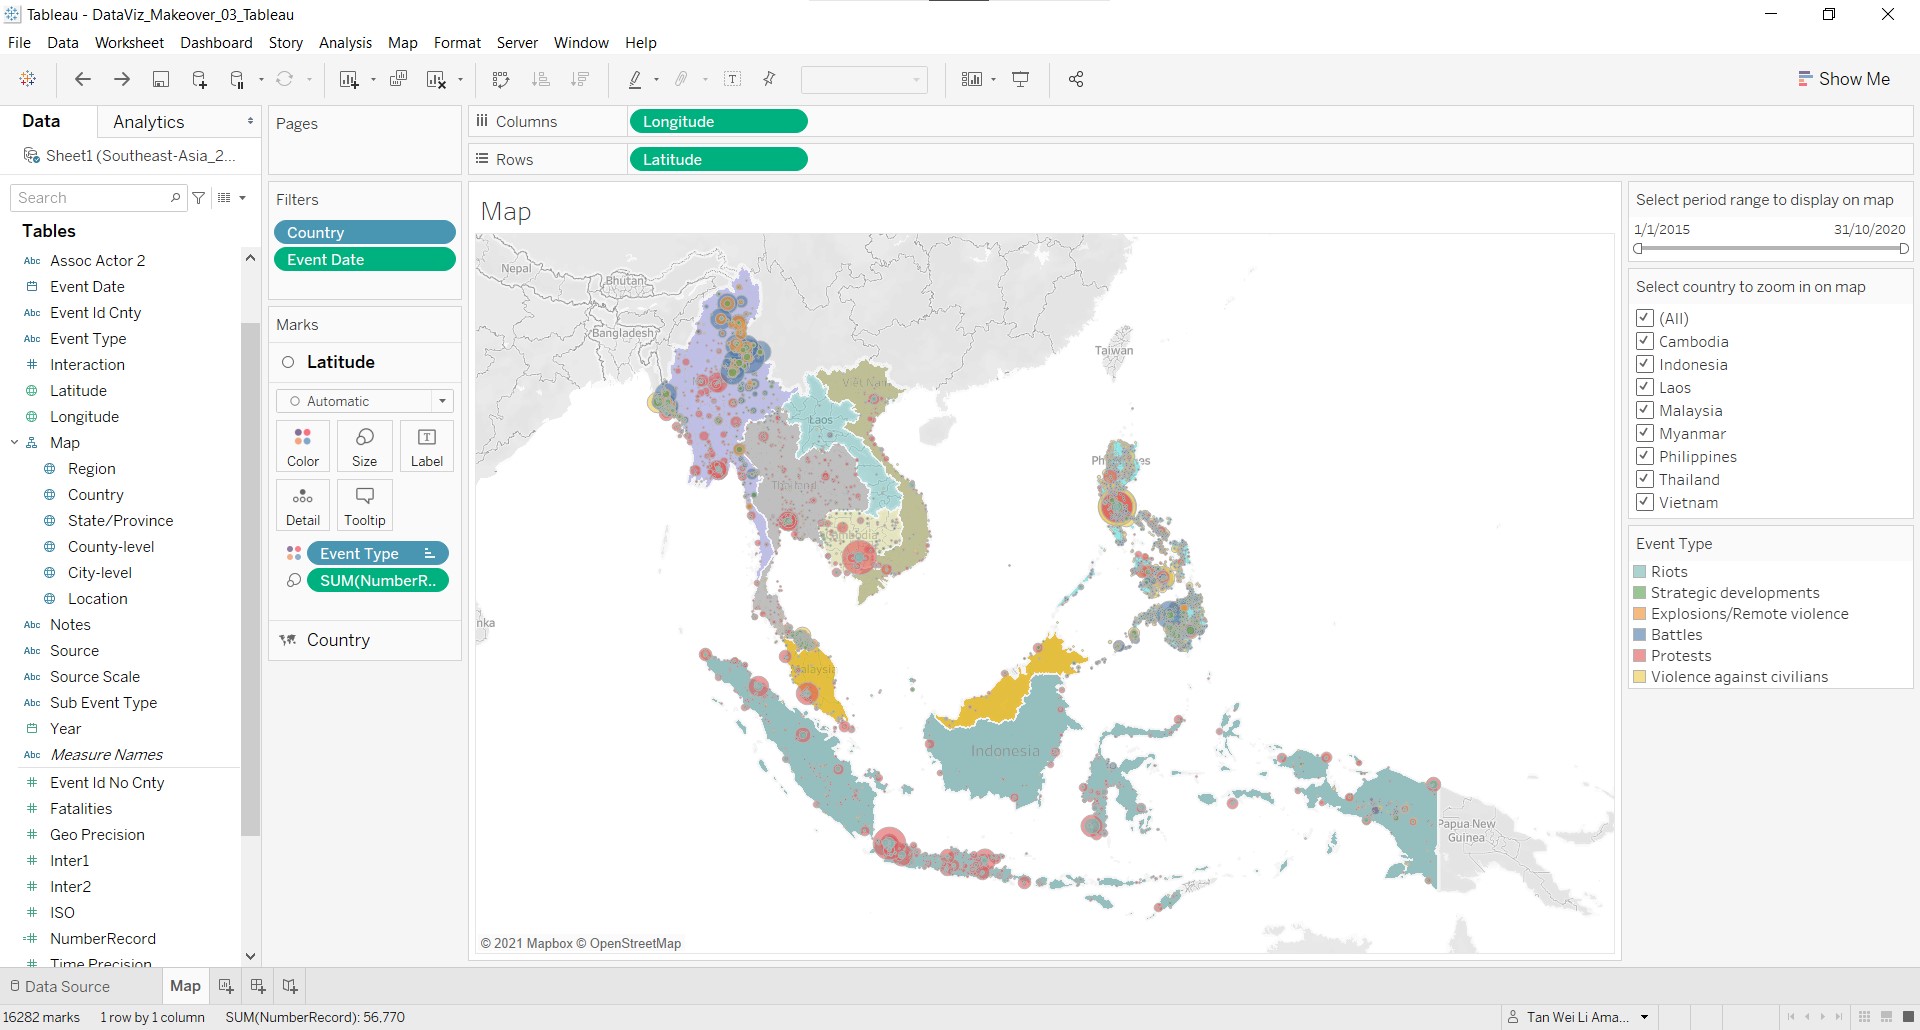 Tableau - DataViz_Makeover_03_Tableau
File Data Worksheet Dashboard Story Analysis Map Format Server Window Help
Show Me
Data Analytics
Sheet1 (Southeast-Asia_2...
Search
Tables
Abc Assoc Actor 2
Event Date
Abc Event Id Cnty
Abc Event Type
# Interaction
Latitude
Longitude
Map
Region
Country
State/Province
County-level
City-level
Location
Abc Notes
Abc Source
Abc Source Scale
Abc Sub Event Type
Year
Abc Measure Names
# Event Id No Cnty
# Fatalities
# Geo Precision
# Inter1
# Inter2
# ISO
=# NumberRecord
Time Precision
Pages
Filters
Country
Event Date
Marks
Latitude
Automatic
Color Size Label
Detail Tooltip
Event Type
SUM(NumberR..
Country
Columns Longitude
Rows Latitude
Map
Nepal
Bhutan
Bangladesh
Taiwan
Viet Nam
Laos
Thailand
Cambodia
nka
Malaysia
Indonesia
Papua New
Guinea
© 2021 Mapbox © OpenStreetMap
Select period range to display on map
1/1/2015 31/10/2020
Select country to zoom in on map
(All)
Cambodia
Indonesia
Laos
Malaysia
Myanmar
Philippines
Thailand
Vietnam
Event Type
Riots
Strategic developments
Explosions/Remote violence
Battles
Protests
Violence against civilians
Data Source Map
16282 marks 1 row by 1 column SUM(NumberRecord): 56,770
Tan Wei Li Ama...